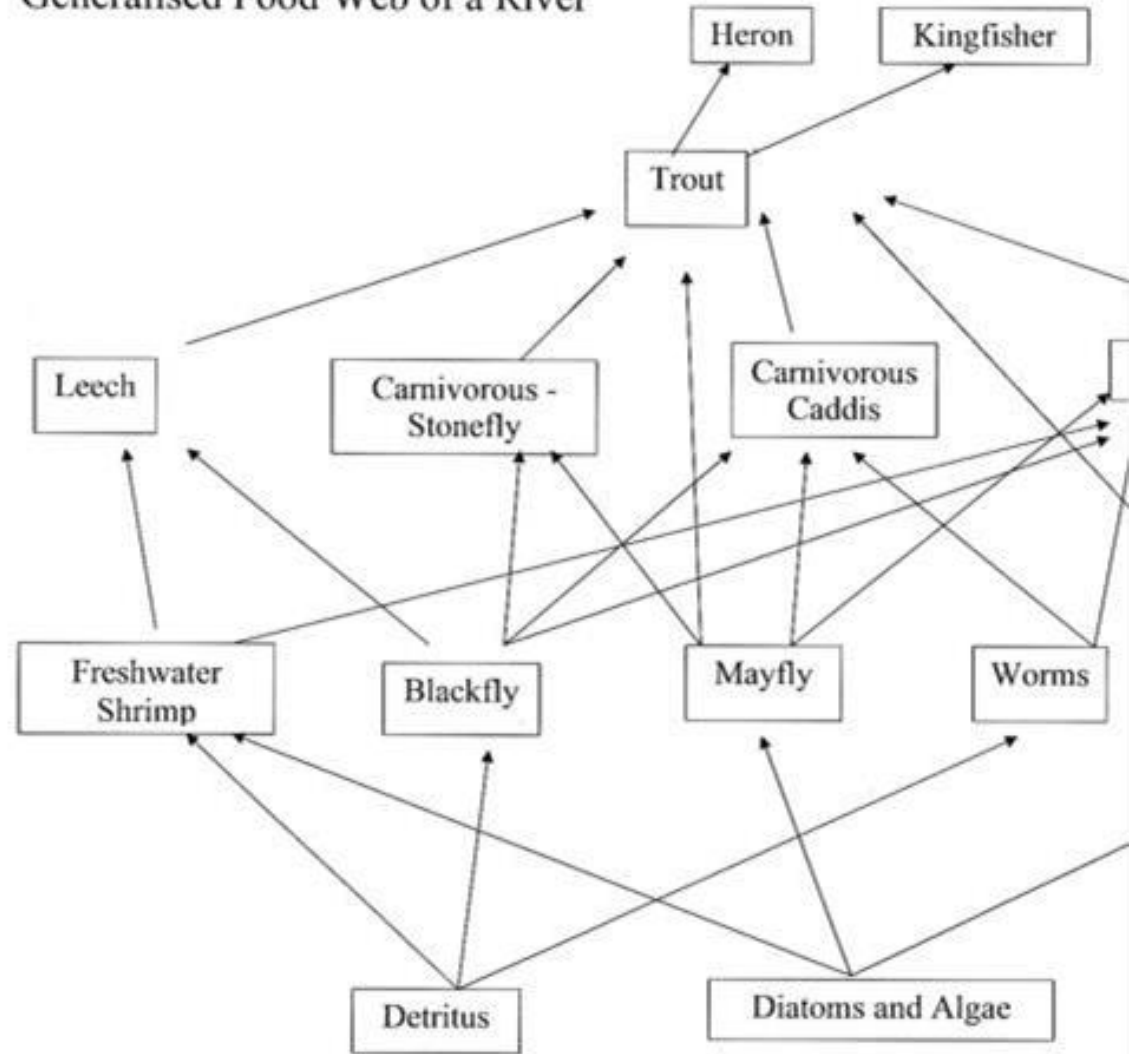 Generalised Food Web of a River
Heron
Kingfisher
Trout
Leech
Carnivorous -
Stonefly
Carnivorous
Caddis
Freshwater
Shrimp
Blackfly
Mayfly
Worms
Detritus
Diatoms and Algae